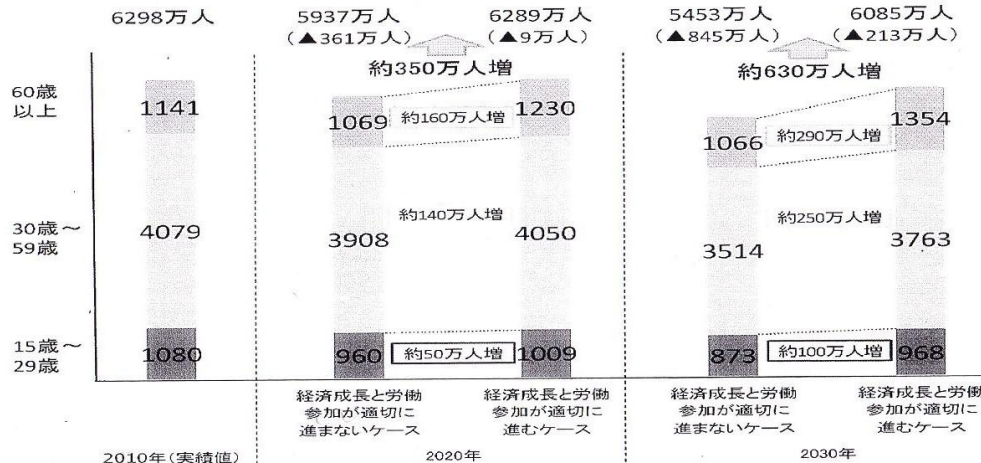 6298万人
5937万人
(▲361万人)
6289万人
(▲9万人)
5453万人
(▲845万人)
6085万人
(▲213万人)
約350万人増
約630万人増
60歳
以上
1141
1069
約160万人増
1230
1066
約290万人増
1354
30歳～
59歳
4079
3908
約140万人増
4050
3514
約250万人増
3763
15歳～
29歳
1080
960
約50万人増
1009
873
約100万人増
968
経済成長と労働
参加が適切に
進まないケース
経済成長と労働
参加が適切に
進むケース
経済成長と労働
参加が適切に
進まないケース
経済成長と労働
参加が適切に
進むケース
2010年(実績値)
2020年
2030年